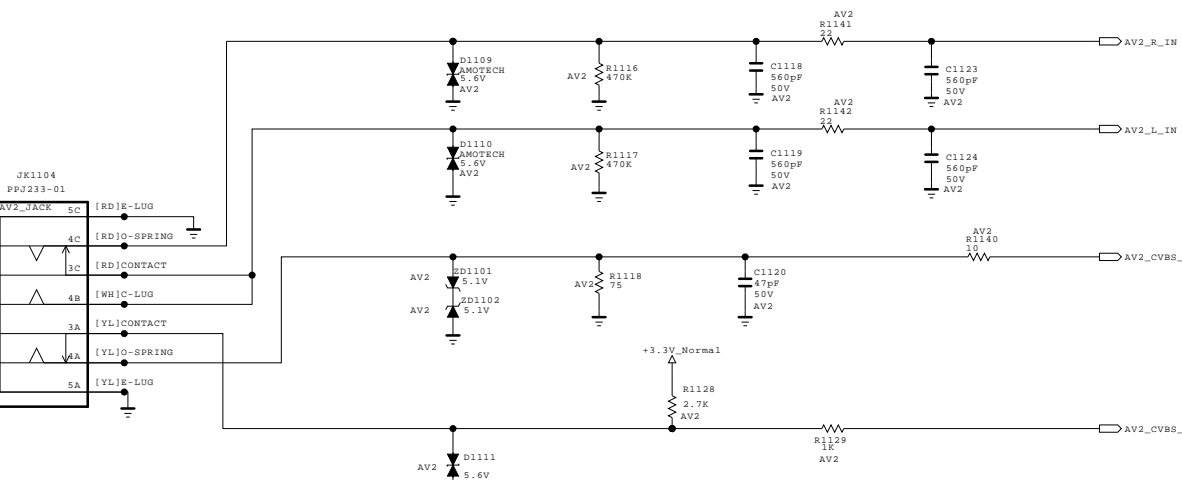 AV2
R1141
22
AV2_R_IN
D1109
AMOTECH
5.6V
AV2
AV2
R1116
470K
C1118
560pF
50V
AV2
C1123
560pF
50V
AV2
AV2
R1142
22
AV2_L_IN
D1110
AMOTECH
5.6V
AV2
AV2
R1117
470K
C1119
560pF
50V
AV2
C1124
560pF
50V
AV2
JK1104
PPJ233-01
AV2_JACK
5C
[RD]E-LUG
4C
[RD]O-SPRING
3C
[RD]CONTACT
4B
[WH]C-LUG
3A
[YL]CONTACT
4A
[YL]O-SPRING
5A
[YL]E-LUG
AV2
R1140
10
AV2_CVBS_
AV2
ZD1101
5.1V
AV2
ZD1102
5.1V
AV2
R1118
75
C1120
47pF
50V
AV2
+3.3V_Normal
R1128
2.7K
AV2
R1129
1K
AV2
AV2_CVBS_
AV2
D1111
5.6V